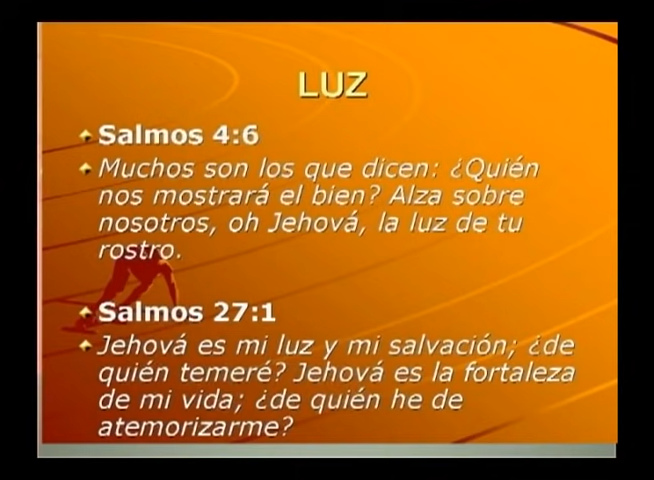 LUZ
Salmos 4:6
Muchos son los que dicen: ¿Quién
nos mostrará el bien? Alza sobre
nosotros, oh Jehová, la luz de tu
rostro.
Salmos 27:1
Jehová es mi luz y mi salvación; ¿de
quién temeré? Jehová es la fortaleza
de mi vida; ¿de quién he de
atemorizarme?